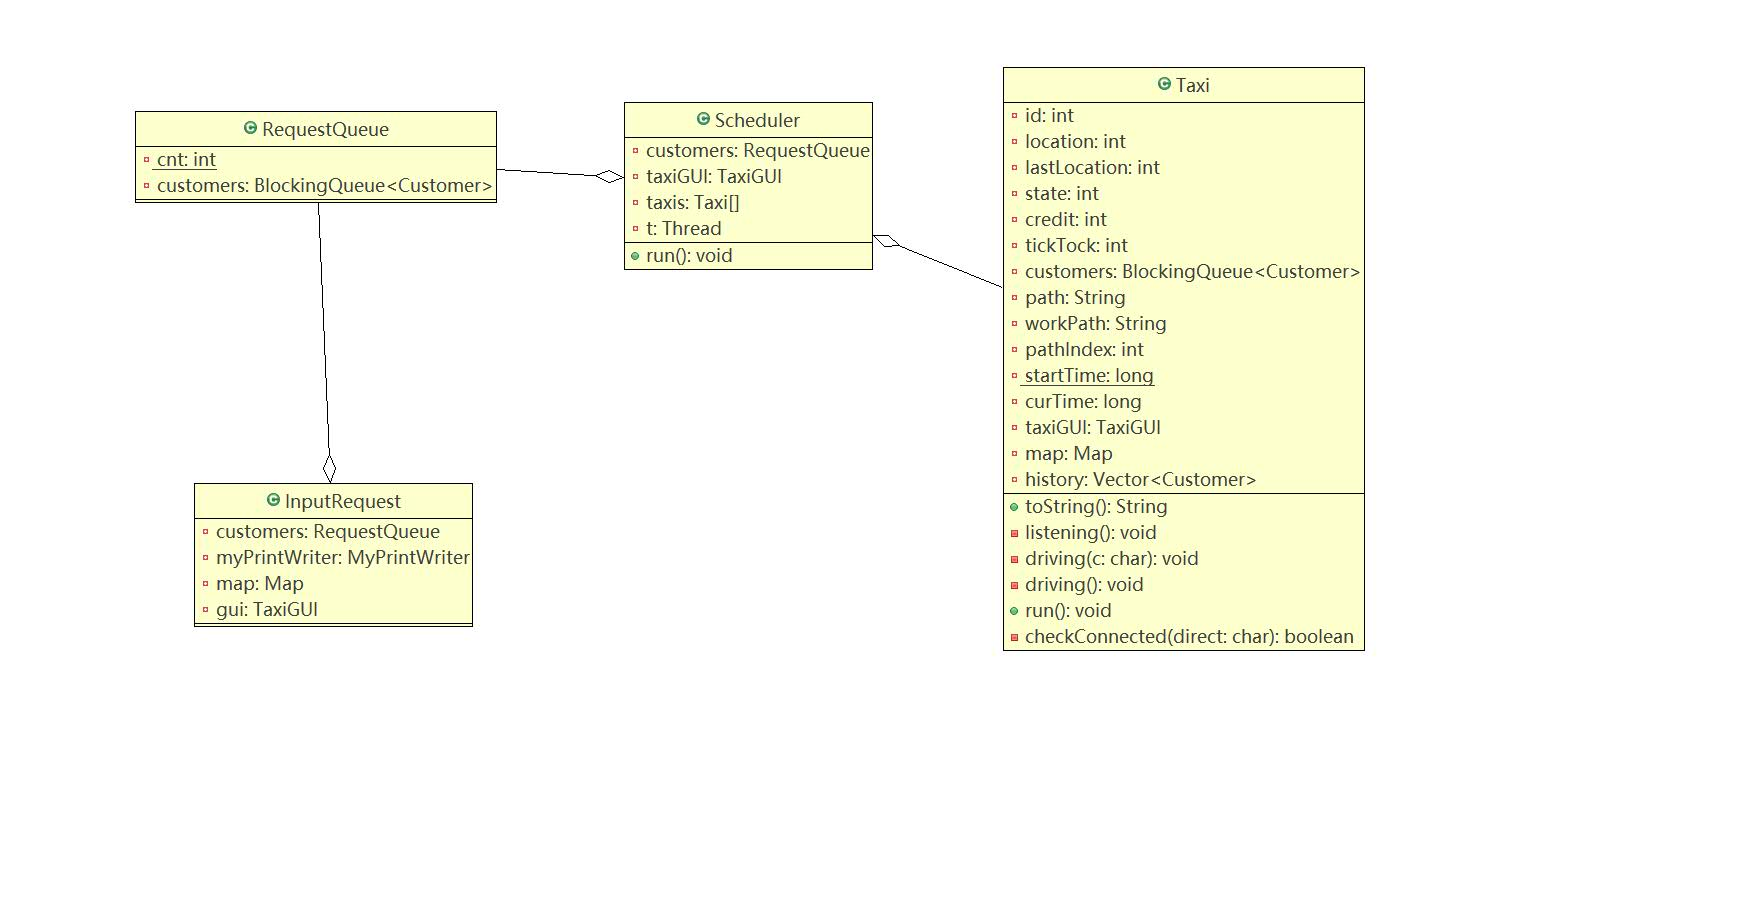 RequestQueue
cnt: int
customers: BlockingQueue<Customer>
Scheduler
customers: RequestQueue
taxiGUI: TaxiGUI
taxis: Taxi[]
t: Thread
run(): void
Taxi
id: int
location: int
lastLocation: int
state: int
credit: int
tickTock: int
customers: BlockingQueue<Customer>
path: String
workPath: String
pathIndex: int
startTime: long
curTime: long
taxiGUI: TaxiGUI
map: Map
history: Vector<Customer>
toString(): String
listening(): void
driving(c: char): void
driving(): void
run(): void
checkConnected(direct: char): boolean
InputRequest
customers: RequestQueue
myPrintWriter: MyPrintWriter
map: Map
gui: TaxiGUI